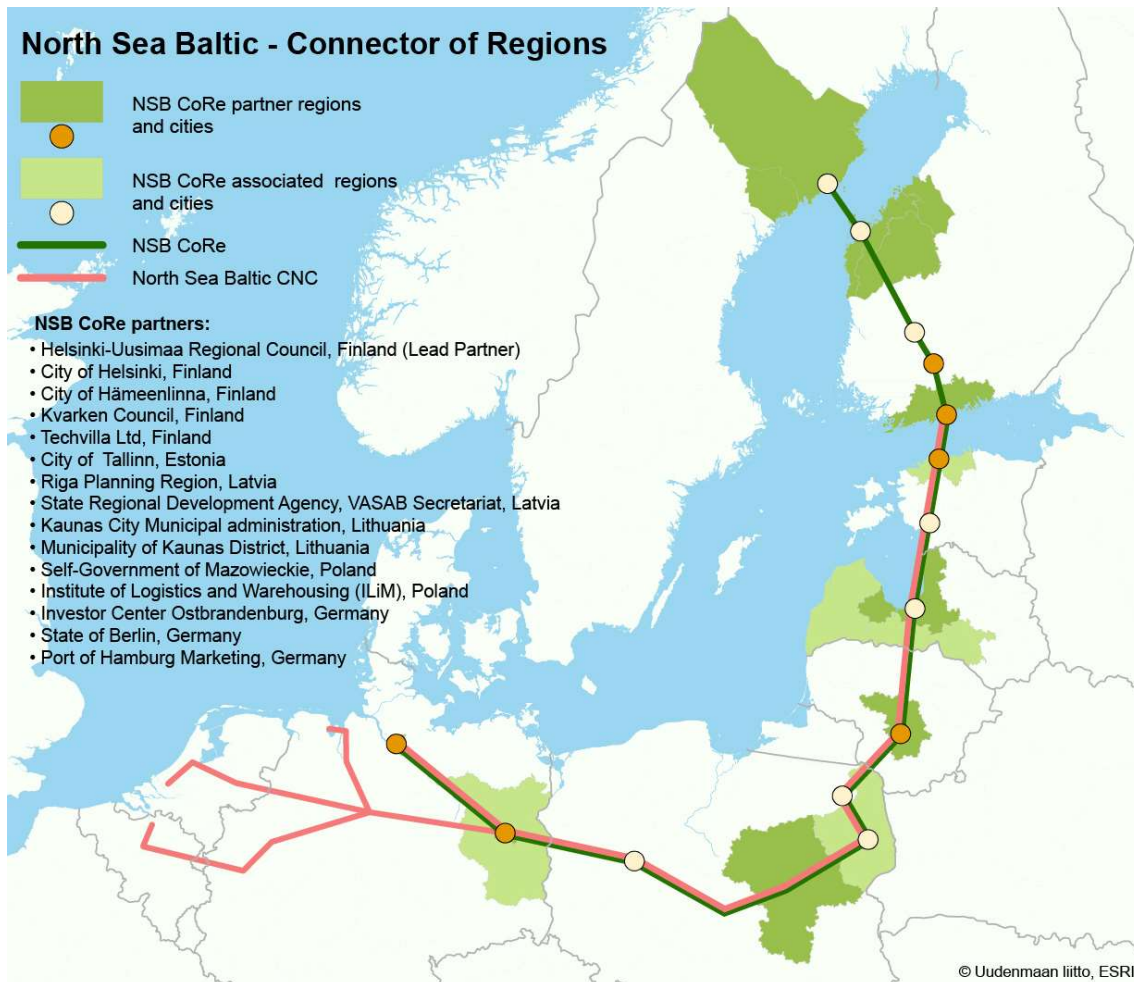 North Sea Baltic - Connector of Regions
NSB CoRe partner regions
and cities
NSB CoRe associated regions
and cities
NSB CoRe
North Sea Baltic CNC
NSB CoRe partners:
• Helsinki-Uusimaa Regional Council, Finland (Lead Partner)
• City of Helsinki, Finland
• City of Hämeenlinna, Finland
• Kvarken Council, Finland
• Techvilla Ltd, Finland
• City of Tallinn, Estonia
• Riga Planning Region, Latvia
• State Regional Development Agency, VASAB Secretariat, Latvia
• Kaunas City Municipal administration, Lithuania
• Municipality of Kaunas District, Lithuania
• Self-Government of Mazowieckie, Poland
• Institute of Logistics and Warehousing (ILiM), Poland
• Investor Center Ostbrandenburg, Germany
• State of Berlin, Germany
• Port of Hamburg Marketing, Germany
© Uudenmaan liitto, ESRI